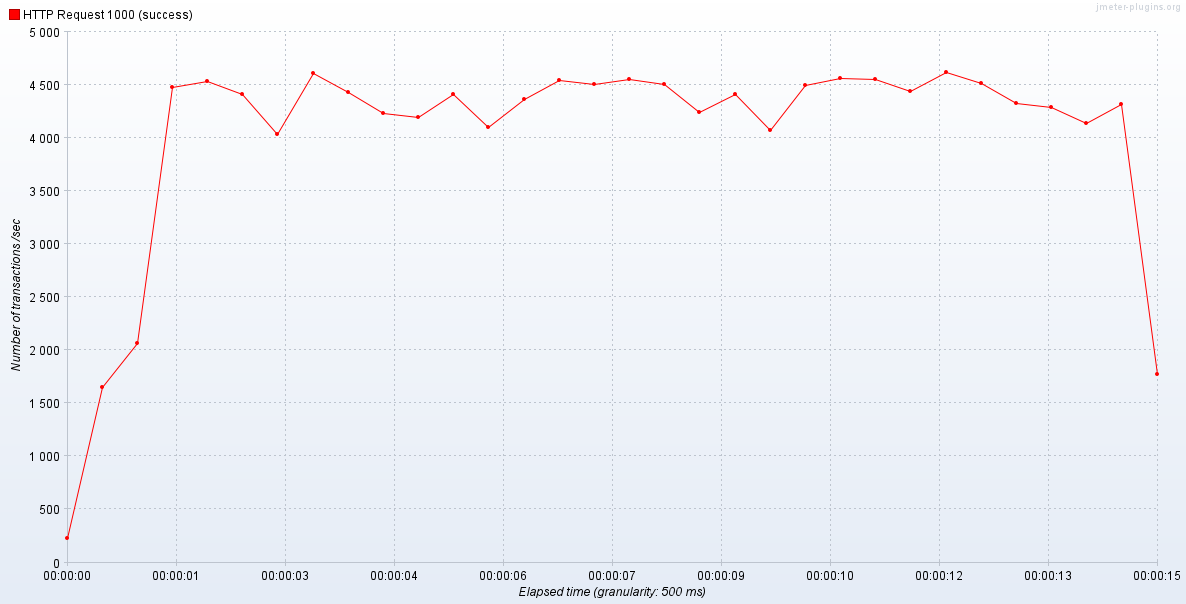 jmeter-plugins.org
HTTP Request 1000 (success)
5 000
4 500
4 000
3 500
3 000
2 500
2 000
1 500
1 000
500
0
Number of transactions /sec
00:00:00 00:00:01 00:00:03 00:00:04 00:00:06 00:00:07 00:00:09 00:00:10 00:00:12 00:00:13 00:00:15
Elapsed time (granularity: 500 ms)